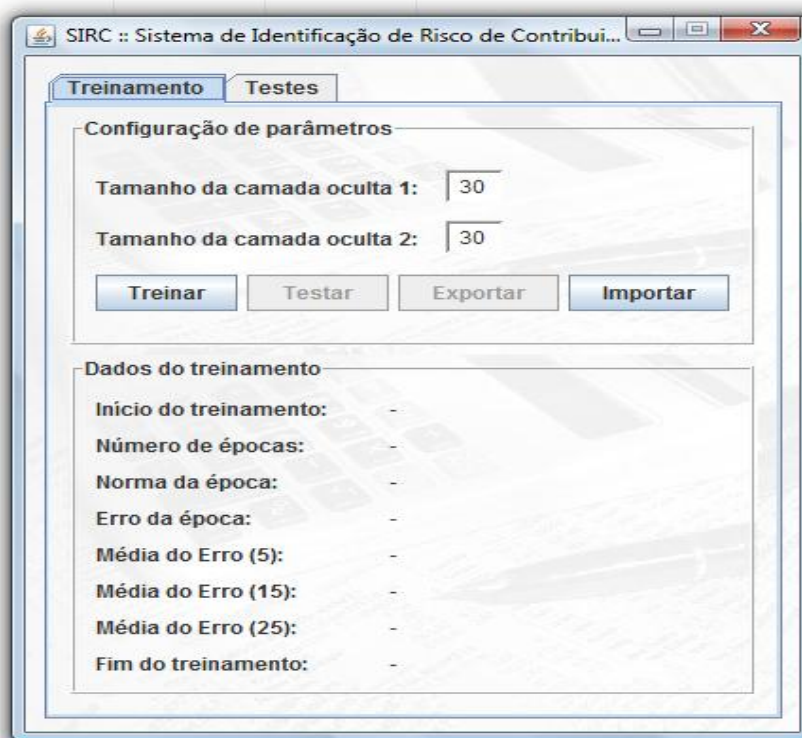 SIRC :: Sistema de Identificação de Risco de Contribui...
Treinamento Testes
Configuração de parâmetros
Tamanho da camada oculta 1: 30
Tamanho da camada oculta 2: 30
Treinar Testar Exportar Importar
Dados do treinamento
Início do treinamento: -
Número de épocas: -
Norma da época: -
Erro da época: -
Média do Erro (5): -
Média do Erro (15): -
Média do Erro (25): -
Fim do treinamento: -